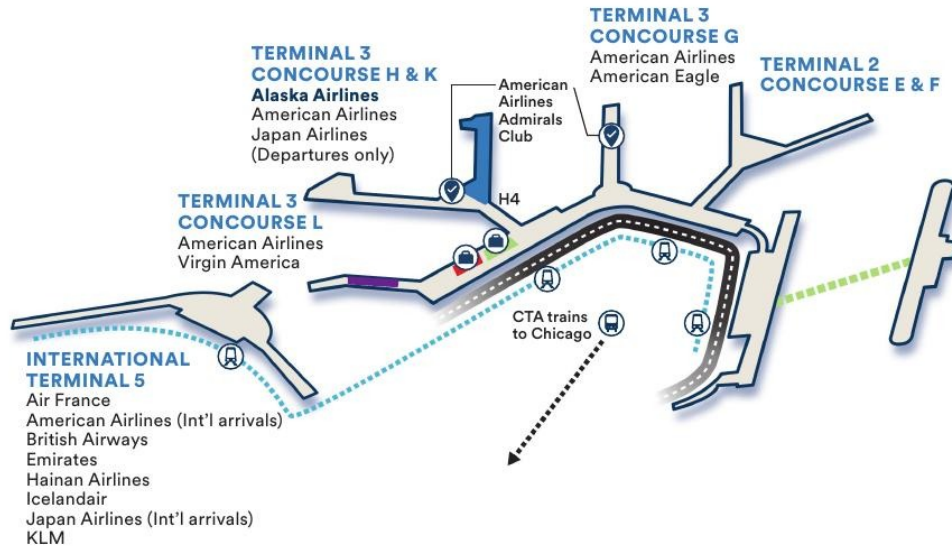 TERMINAL 3
CONCOURSE G
American Airlines
American Eagle
TERMINAL 3
CONCOURSE H & K
Alaska Airlines
American Airlines
Japan Airlines
(Departures only)
American
Airlines
Admirals
Club
TERMINAL 2
CONCOURSE E & F
H4
TERMINAL 3
CONCOURSE L
American Airlines
Virgin America
CTA trains
to Chicago
INTERNATIONAL
TERMINAL 5
Air France
American Airlines (Int'l arrivals)
British Airways
Emirates
Hainan Airlines
Icelandair
Japan Airlines (Int'l arrivals)
KLM